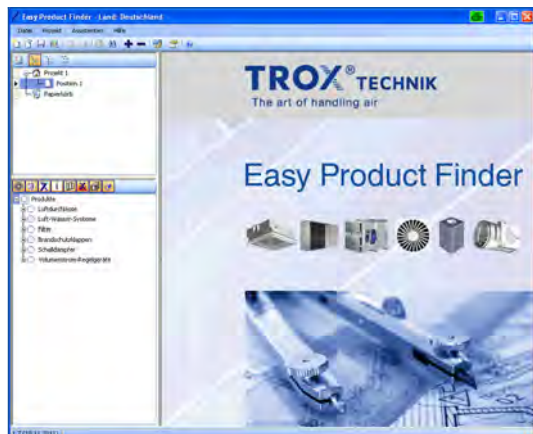 Easy Product Finder - Land: Deutschland
Datei Projekt Bearbeiten Hilfe
Projekt 1
Position 1
Papierkorb
Produkte
Luftdurchlässe
Luft-Wasser-Systeme
Filter
Brandschutzklappen
Schalldämpfer
Volumenstrom-Regelgeräte
TROX® TECHNIK
The art of handling air
Easy Product Finder